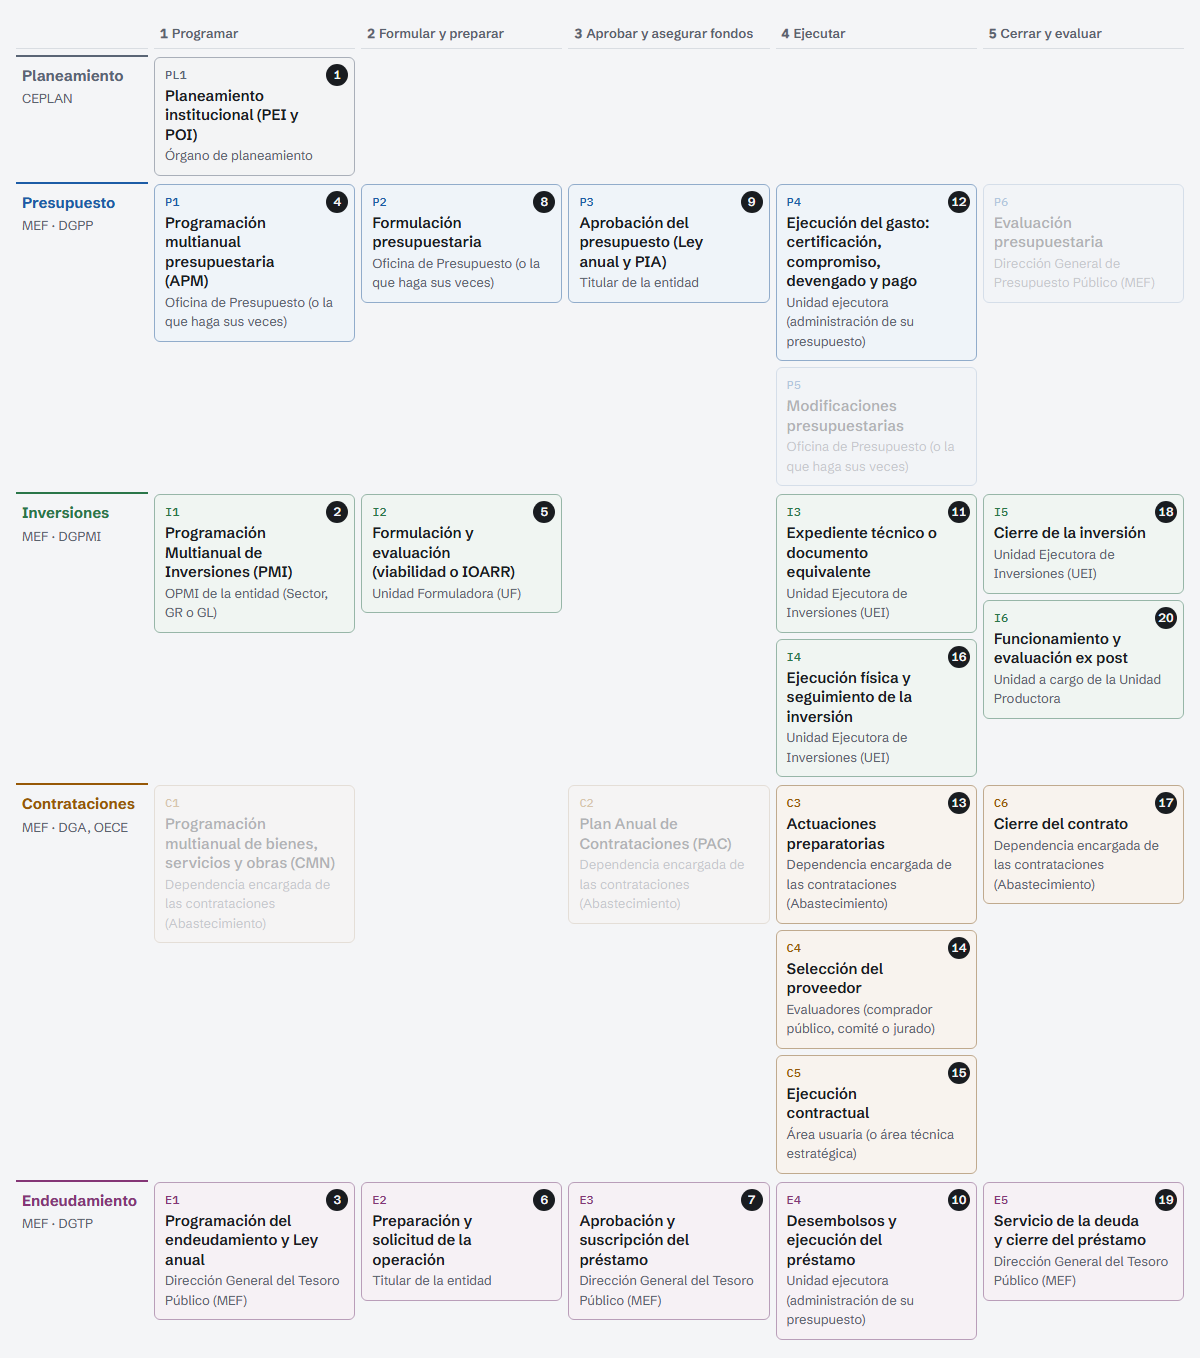 1 Programar
2 Formular y preparar
3 Aprobar y asegurar fondos
4 Ejecutar
5 Cerrar y evaluar
Planeamiento
CEPLAN
PL1
1
Planeamiento
institucional (PEI y
POI)
Órgano de planeamiento
Presupuesto
MEF · DGPP
P1
4
Programación
multianual
presupuestaria
(APM)
Oficina de Presupuesto (o la
que haga sus veces)
P2
8
Formulación
presupuestaria
Oficina de Presupuesto (o la
que haga sus veces)
P3
9
Aprobación del
presupuesto (Ley
anual y PIA)
Titular de la entidad
P4
12
Ejecución del gasto:
certificación,
compromiso,
devengado y pago
Unidad ejecutora
(administración de su
presupuesto)
P5
Modificaciones
presupuestarias
Oficina de Presupuesto (o la
que haga sus veces)
P6
Evaluación
presupuestaria
Dirección General de
Presupuesto Público (MEF)
Inversiones
MEF · DGPMI
I1
2
Programación
Multianual de
Inversiones (PMI)
OPMI de la entidad (Sector,
GR o GL)
I2
5
Formulación y
evaluación
(viabilidad o IOARR)
Unidad Formuladora (UF)
I3
11
Expediente técnico o
documento
equivalente
Unidad Ejecutora de
Inversiones (UEI)
I4
16
Ejecución física y
seguimiento de la
inversión
Unidad Ejecutora de
Inversiones (UEI)
I5
18
Cierre de la inversión
Unidad Ejecutora de
Inversiones (UEI)
I6
20
Funcionamiento y
evaluación ex post
Unidad a cargo de la Unidad
Productora
Contrataciones
MEF · DGA, OECE
C1
Programación
multianual de bienes,
servicios y obras (CMN)
Dependencia encargada de
las contrataciones
(Abastecimiento)
C2
Plan Anual de
Contrataciones (PAC)
Dependencia encargada de
las contrataciones
(Abastecimiento)
C3
13
Actuaciones
preparatorias
Dependencia encargada de
las contrataciones
(Abastecimiento)
C4
14
Selección del
proveedor
Evaluadores (comprador
público, comité o jurado)
C5
15
Ejecución
contractual
Área usuaria (o área técnica
estratégica)
C6
17
Cierre del contrato
Dependencia encargada de
las contrataciones
(Abastecimiento)
Endeudamiento
MEF · DGTP
E1
3
Programación del
endeudamiento y Ley
anual
Dirección General del Tesoro
Público (MEF)
E2
6
Preparación y
solicitud de la
operación
Titular de la entidad
E3
7
Aprobación y
suscripción del
préstamo
Dirección General del Tesoro
Público (MEF)
E4
10
Desembolsos y
ejecución del
préstamo
Unidad ejecutora
(administración de su
presupuesto)
E5
19
Servicio de la deuda
y cierre del préstamo
Dirección General del Tesoro
Público (MEF)